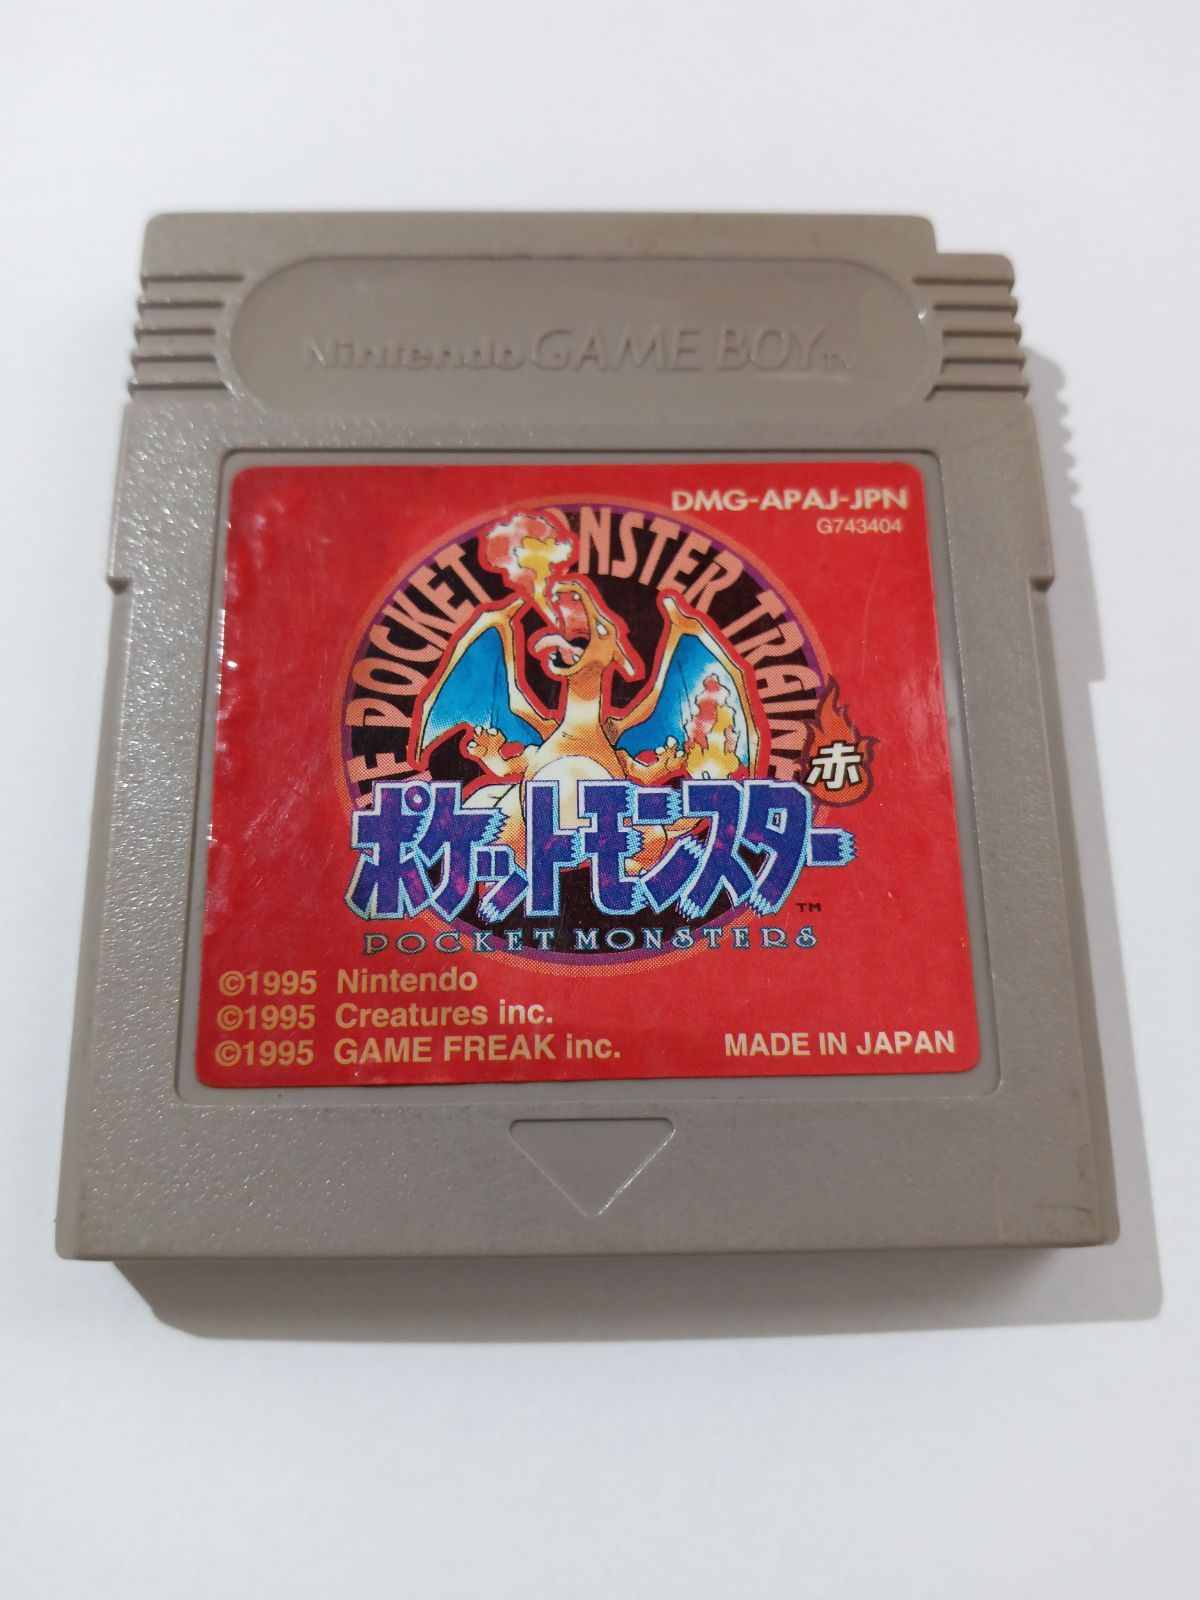 Nintendo GAME BOY TM
DMG-APAJ-JPN
G743404
POCKET MONSTER TRAINE
赤
ポケットモンスター
TM
POCKET MONSTERS
©1995 Nintendo
©1995 Creatures inc.
©1995 GAME FREAK inc.
MADE IN JAPAN